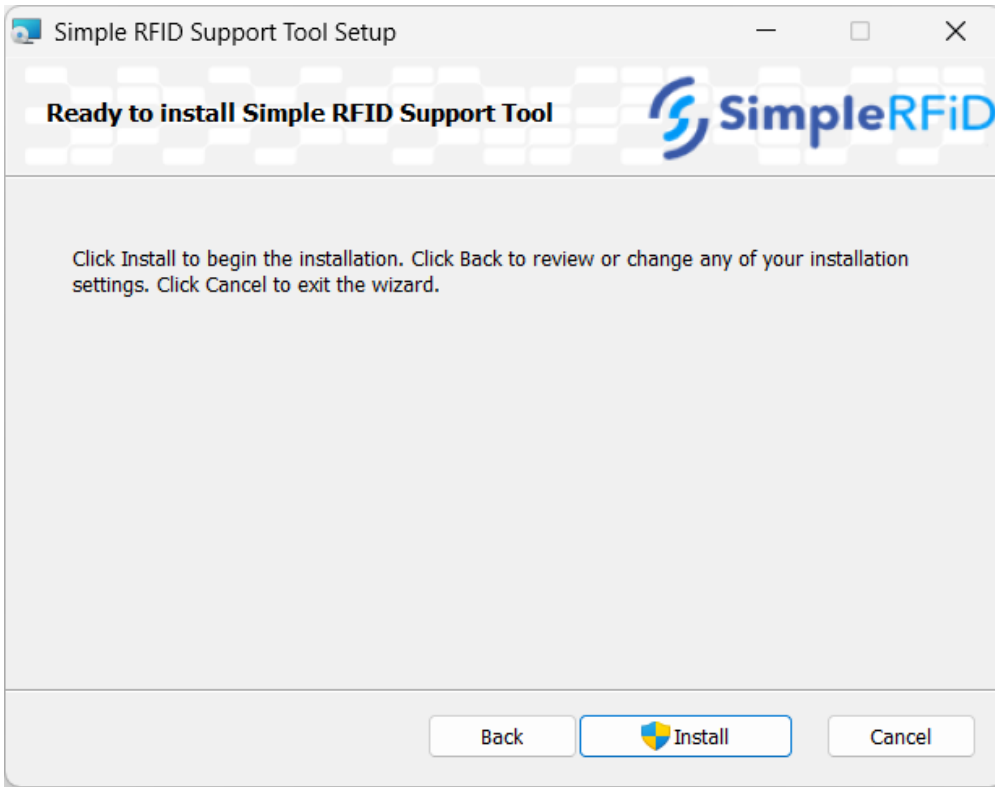 Simple RFID Support Tool Setup
Ready to install Simple RFID Support Tool
SimpleRFiD
Click Install to begin the installation. Click Back to review or change any of your installation
settings. Click Cancel to exit the wizard.
Back
Install
Cancel